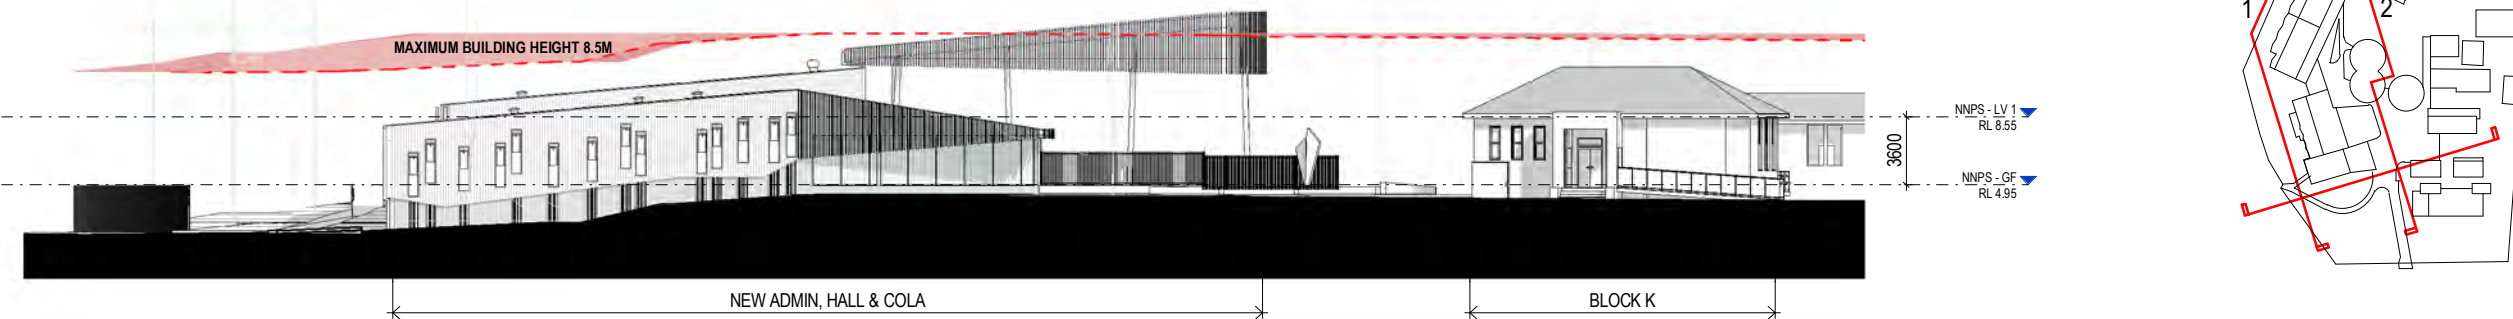 MAXIMUM BUILDING HEIGHT 8.5M
1
2
NNPS - LV 1
RL 8.55
3600
NNPS - GF
RL 4.95
NEW ADMIN, HALL & COLA
BLOCK K